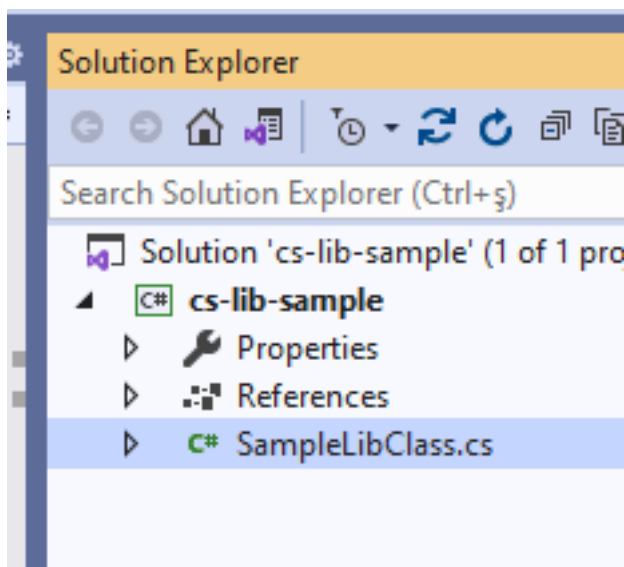 Solution Explorer
Search Solution Explorer (Ctrl+ş)
Solution 'cs-lib-sample' (1 of 1
C# cs-lib-sample
Properties
References
C# SampleLibClass.cs